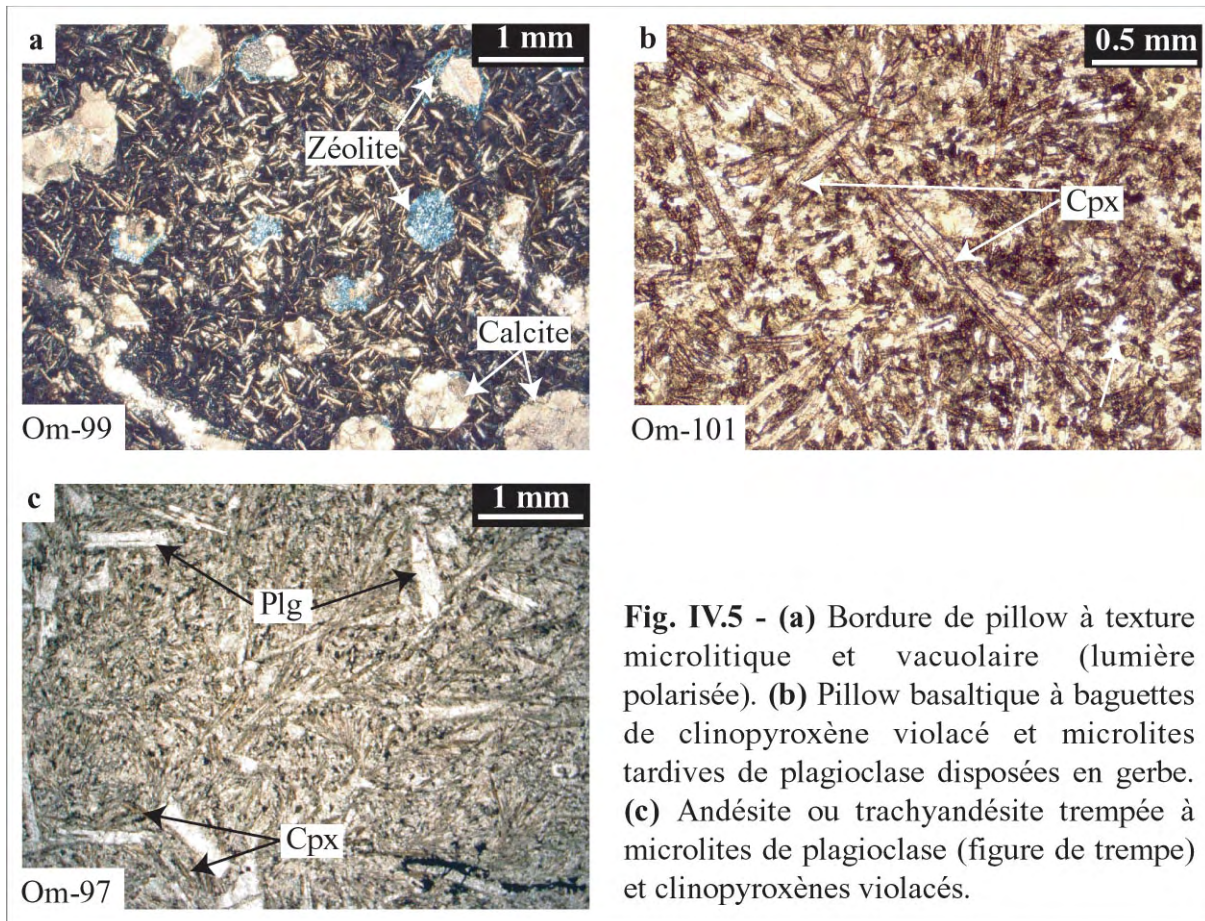 a
1 mm
Zéolite
Calcite
Om-99
b
0.5 mm
Cpx
Om-101
c
1 mm
Plg
Cpx
Om-97
Fig. IV.5 - (a) Bordure de pillow à texture
microlitique et vacuolaire (lumière
polarisée). (b) Pillow basaltique à baguettes
de clinopyroxène violacé et microlites
tardives de plagioclase disposées en gerbe.
(c) Andésite ou trachyandésite trempée à
microlites de plagioclase (figure de trempe)
et clinopyroxènes violacés.